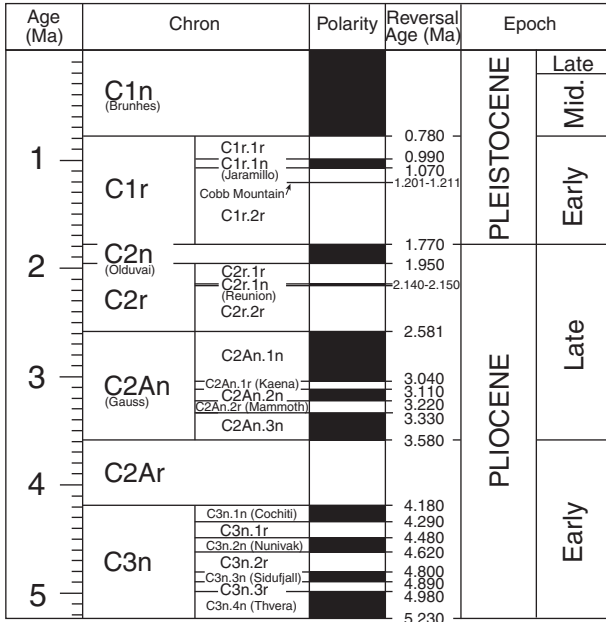 Age
(Ma)
Chron
Polarity
Reversal
Age (Ma)
Epoch
1
2
3
4
5
C1n
(Brunhes)
C1r
C2n
(Olduvai)
C2r
C2An
(Gauss)
C2Ar
C3n
C1r.1r
C1r.1n
(Jaramillo)
Cobb Mountain
C1r.2r
C2r.1r
C2r.1n
(Reunion)
C2r.2r
C2An.1n
C2An.1r (Kaena)
C2An.2n
C2An.2r (Mammoth)
C2An.3n
C3n.1n (Cochiti)
C3n.1r
C3n.2n (Nunivak)
C3n.2r
C3n.3n (Sidufjall)
C3n.3r
C3n.4n (Thvera)
0.780
0.990
1.070
1.201-1.211
1.770
1.950
2.140-2.150
2.581
3.040
3.110
3.220
3.330
3.580
4.180
4.290
4.480
4.620
4.800
4.890
4.980
5.230
PLEISTOCENE
PLIOCENE
Late
Mid.
Early
Late
Early